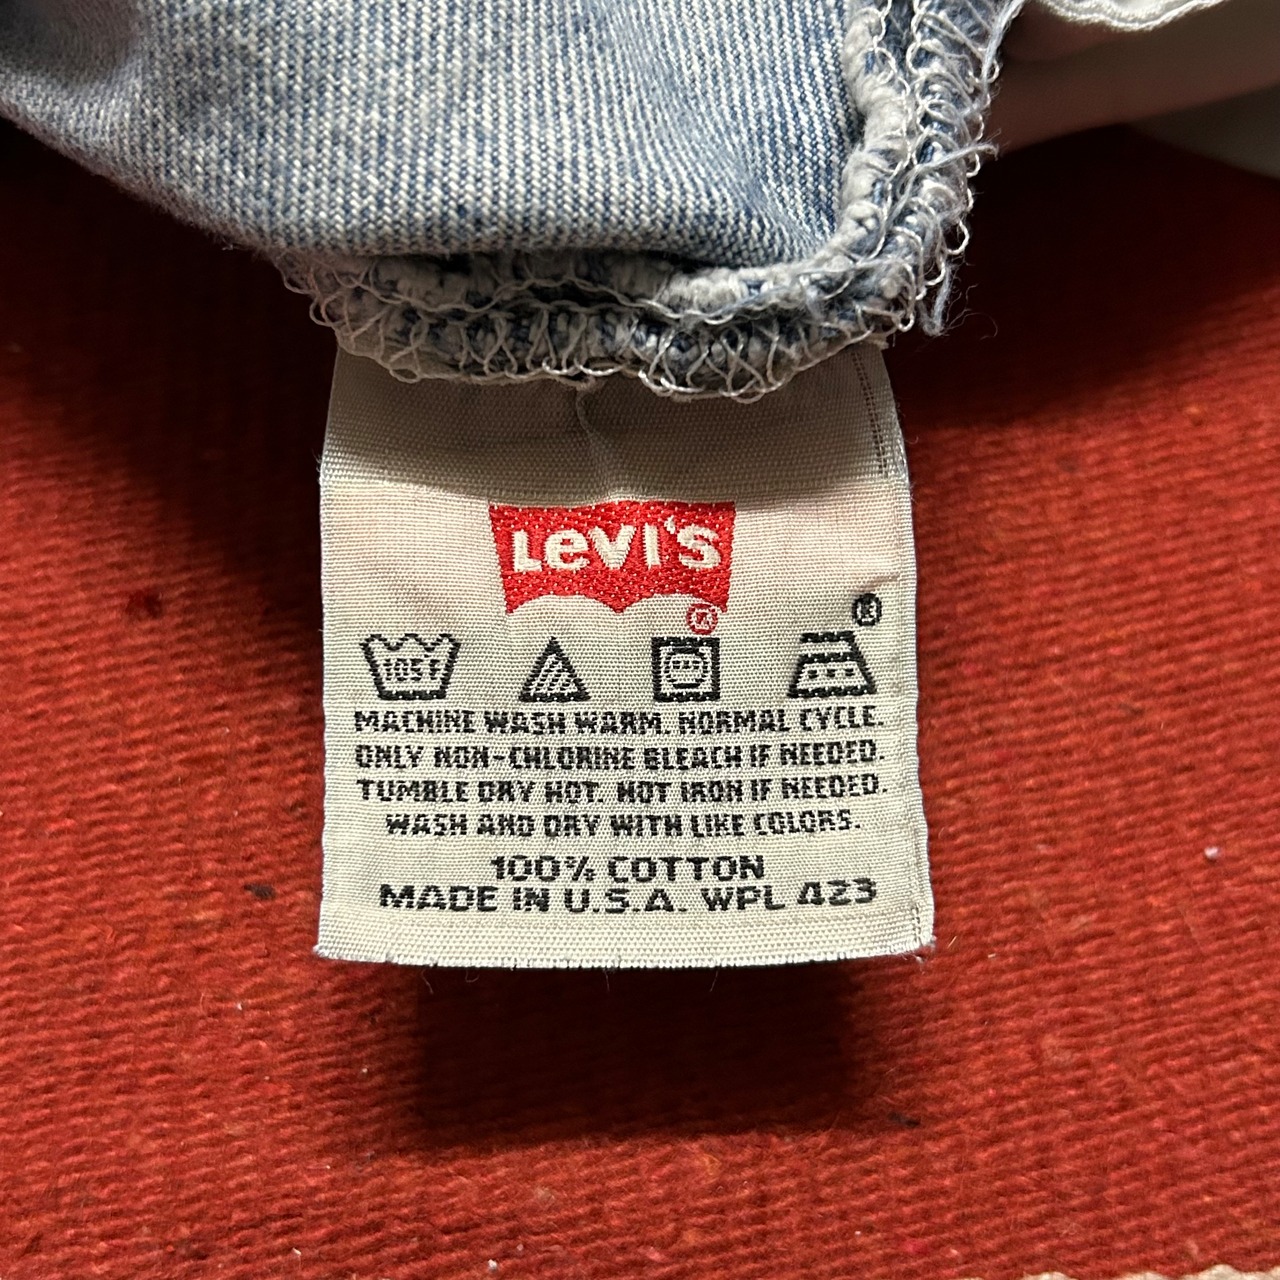 LEVI'S
®
®
105F
MACHINE WASH WARM. NORMAL CYCLE.
ONLY NON-CHLORINE BLEACH IF NEEDED.
TUMBLE DRY HOT. HOT IRON IF NEEDED.
WASH AND DRY WITH LIKE COLORS.
100% COTTON
MADE IN U.S.A. WPL 423